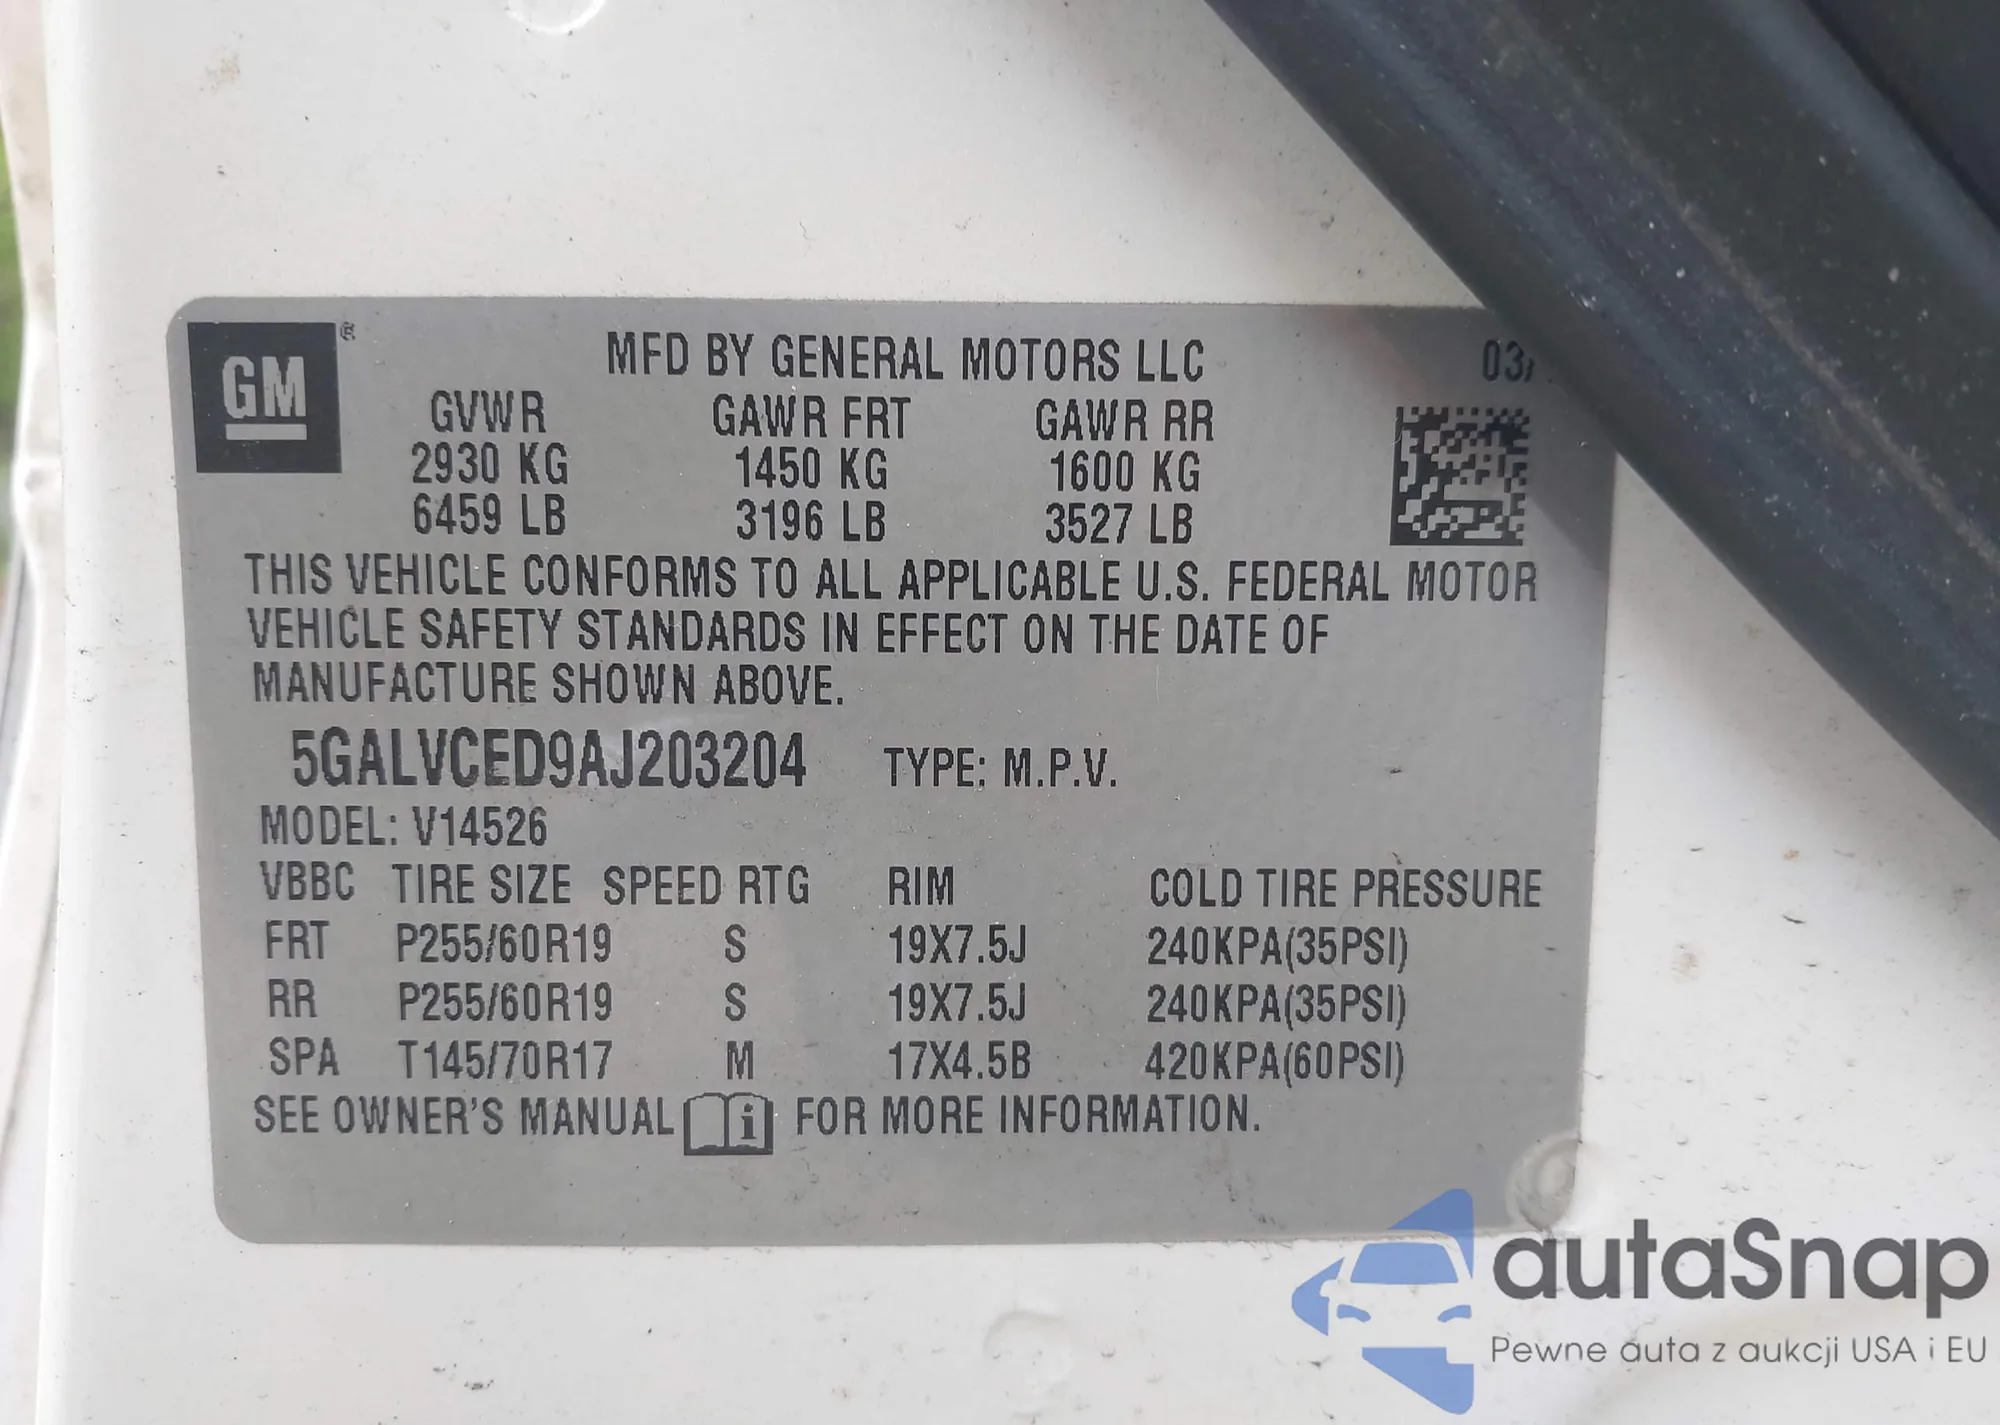 GM ®
MFD BY GENERAL MOTORS LLC 03/
GVWR GAWR FRT GAWR RR
2930 KG 1450 KG 1600 KG
6459 LB 3196 LB 3527 LB
THIS VEHICLE CONFORMS TO ALL APPLICABLE U.S. FEDERAL MOTOR
VEHICLE SAFETY STANDARDS IN EFFECT ON THE DATE OF
MANUFACTURE SHOWN ABOVE.
5GALVCED9AJ203204 TYPE: M.P.V.
MODEL: V14526
VBBC TIRE SIZE SPEED RTG RIM COLD TIRE PRESSURE
FRT P255/60R19 S 19X7.5J 240KPA(35PSI)
RR P255/60R19 S 19X7.5J 240KPA(35PSI)
SPA T145/70R17 M 17X4.5B 420KPA(60PSI)
SEE OWNER'S MANUAL i FOR MORE INFORMATION.
autaSnap
Pewne auta z aukcji USA i EU